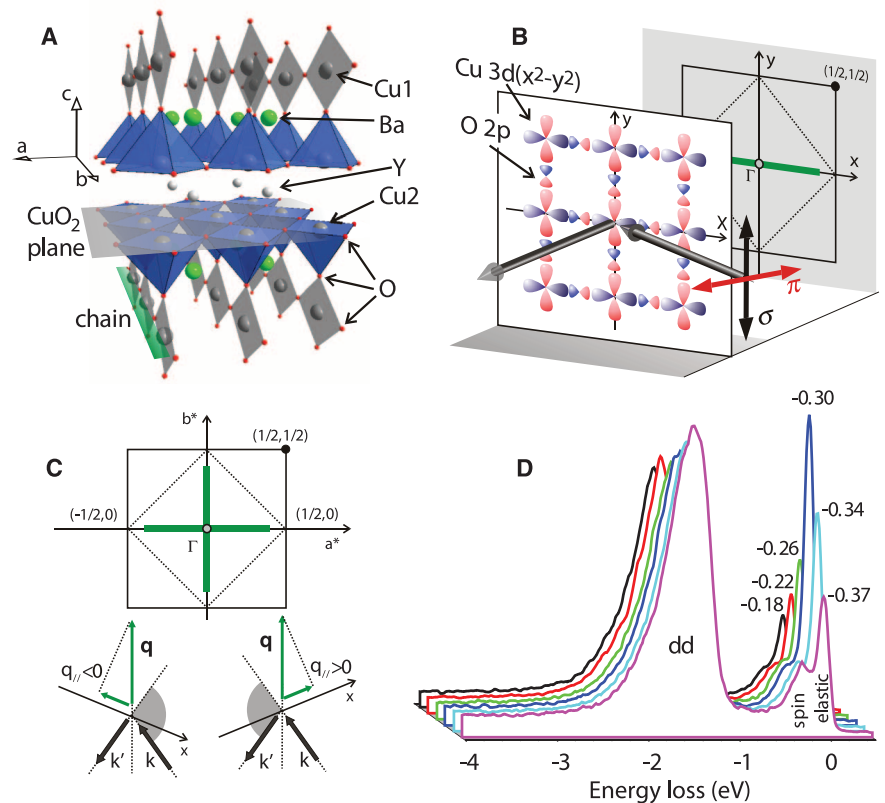 A
c
a
b
Cu1
Ba
Y
Cu2
CuO2
plane
O
chain
B
Cu 3d(x2-y2)
O 2p
y
(1/2,1/2)
y
x
Γ
X
π
σ
C
b*
(1/2,1/2)
(-1/2,0)
(1/2,0)
Γ
a*
q
q
q//<0
q//>0
x
x
k'
k
k'
k
D
-0.30
-0.34
-0.26
-0.22
-0.37
-0.18
dd
spin
elastic
-4
-3
-2
-1
0
Energy loss (eV)